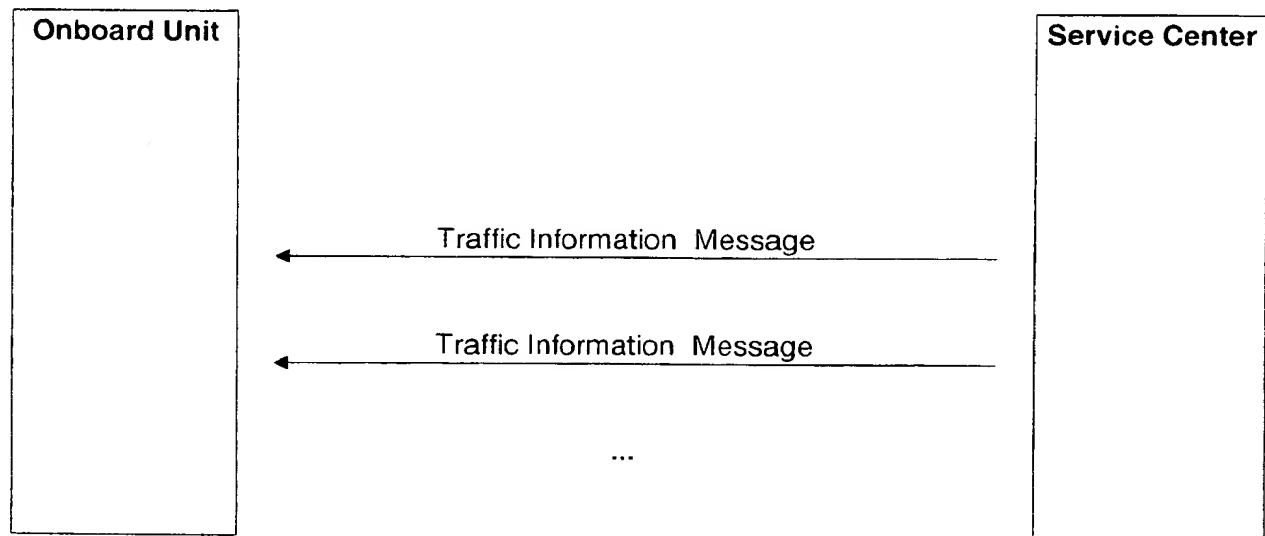 Onboard Unit
Service Center
Traffic Information Message
Traffic Information Message
...